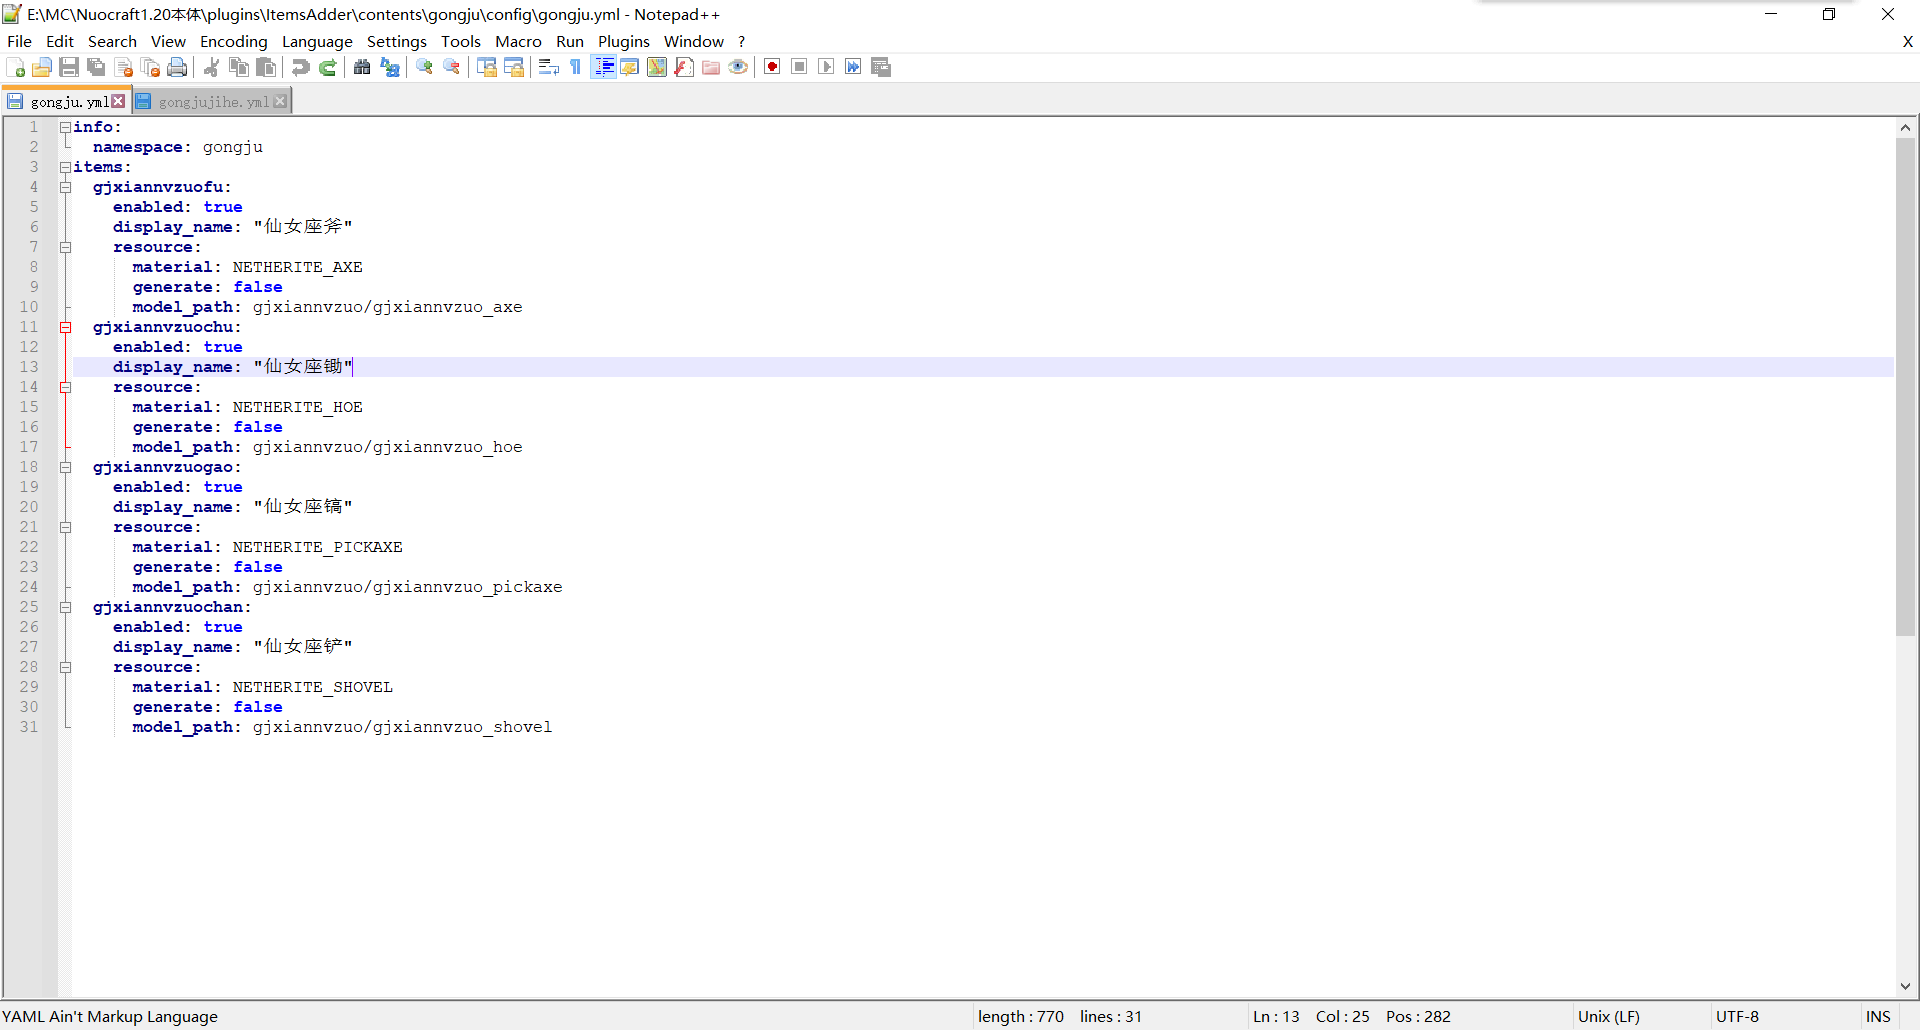 E:\MC\Nuocraft1.20本体\plugins\ItemsAdder\contents\gongju\config\gongju.yml - Notepad++
File Edit Search View Encoding Language Settings Tools Macro Run Plugins Window ? X
gongju.yml gongjujihe.yml
1 info:
2 namespace: gongju
3 items:
4 gjxiannvzuofu:
5 enabled: true
6 display_name: "仙女座斧"
7 resource:
8 material: NETHERITE_AXE
9 generate: false
10 model_path: gjxiannvzuo/gjxiannvzuo_axe
11 gjxiannvzuochu:
12 enabled: true
13 display_name: "仙女座锄"
14 resource:
15 material: NETHERITE_HOE
16 generate: false
17 model_path: gjxiannvzuo/gjxiannvzuo_hoe
18 gjxiannvzuogao:
19 enabled: true
20 display_name: "仙女座镐"
21 resource:
22 material: NETHERITE_PICKAXE
23 generate: false
24 model_path: gjxiannvzuo/gjxiannvzuo_pickaxe
25 gjxiannvzuochan:
26 enabled: true
27 display_name: "仙女座铲"
28 resource:
29 material: NETHERITE_SHOVEL
30 generate: false
31 model_path: gjxiannvzuo/gjxiannvzuo_shovel
YAML Ain't Markup Language length : 770 lines : 31 Ln : 13 Col : 25 Pos : 282 Unix (LF) UTF-8 INS